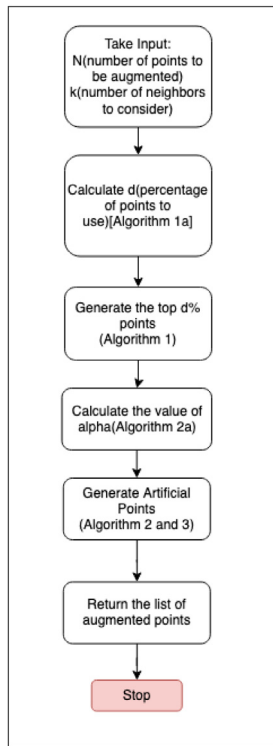 Take Input:
N(number of points to
be augmented)
k(number of neighbors
to consider)
Calculate d(percentage
of points to
use)[Algorithm 1a]
Generate the top d%
points
(Algorithm 1)
Calculate the value of
alpha(Algorithm 2a)
Generate Artificial
Points
(Algorithm 2 and 3)
Return the list of
augmented points
Stop